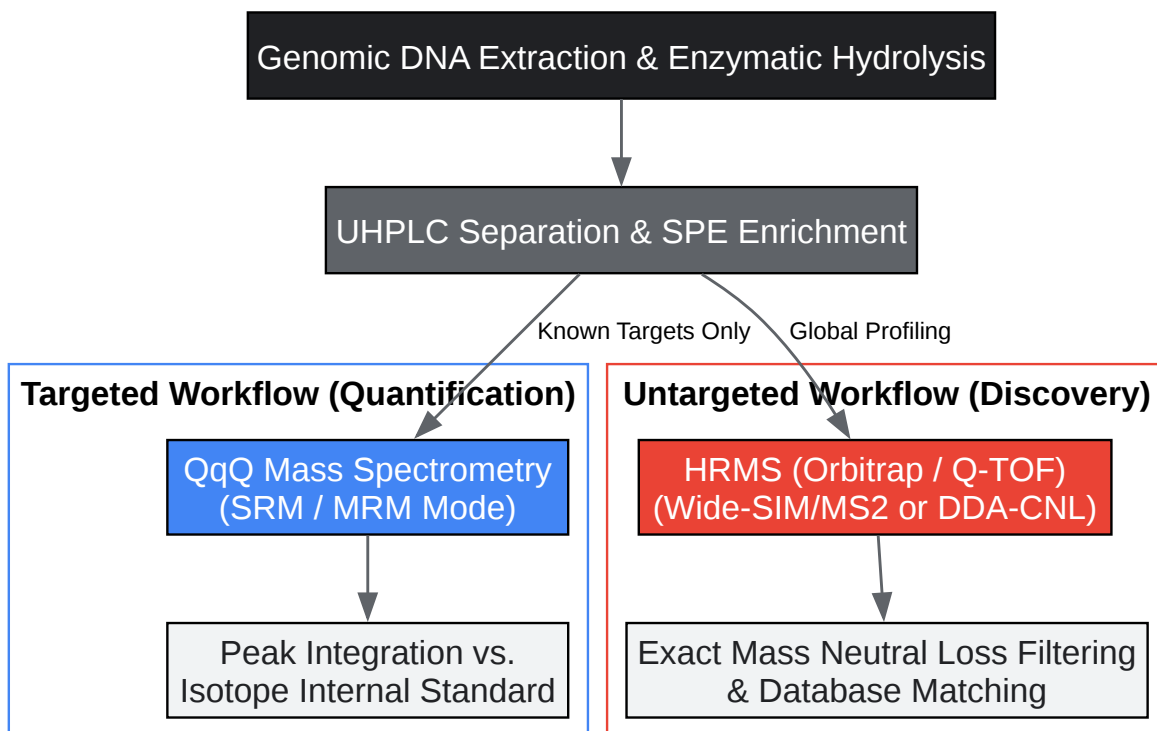 Genomic DNA Extraction & Enzymatic Hydrolysis
UHPLC Separation & SPE Enrichment
Known Targets Only
Global Profiling
Targeted Workflow (Quantification)
Untargeted Workflow (Discovery)
QqQ Mass Spectrometry
(SRM / MRM Mode)
HRMS (Orbitrap / Q-TOF)
(Wide-SIM/MS2 or DDA-CNL)
Peak Integration vs.
Isotope Internal Standard
Exact Mass Neutral Loss Filtering
& Database Matching